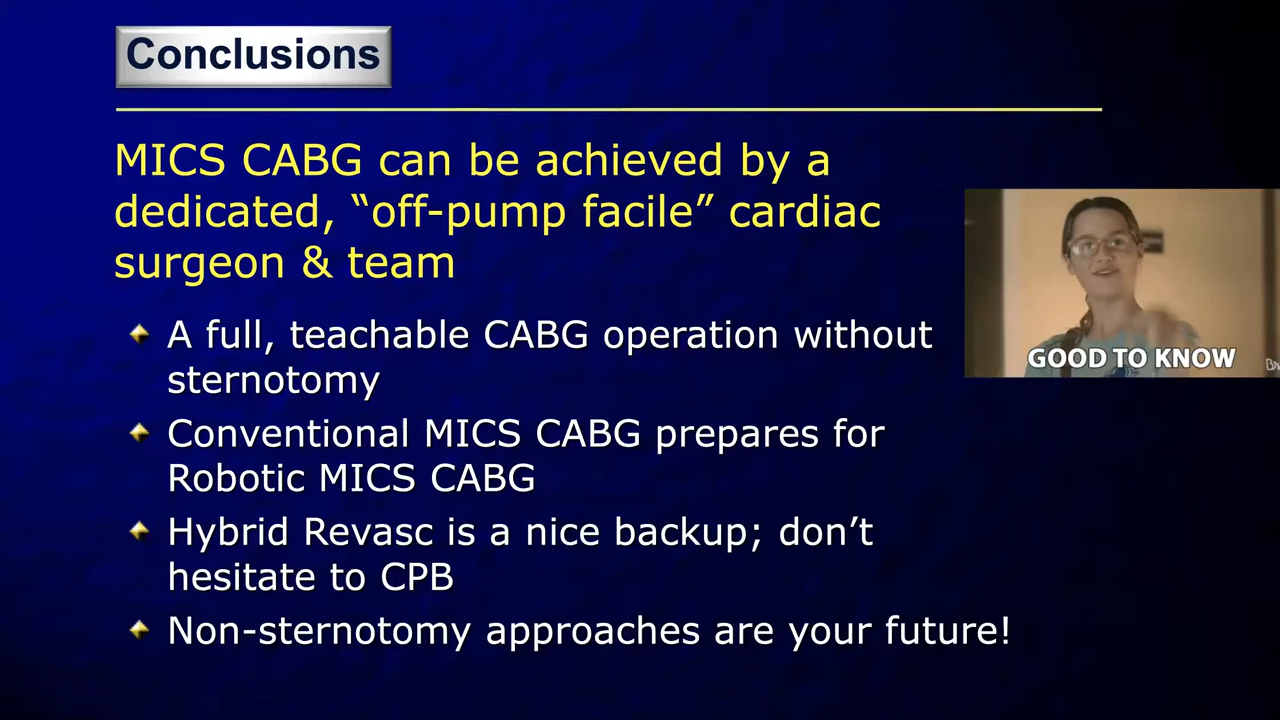 Conclusions
MICS CABG can be achieved by a
dedicated, “off-pump facile” cardiac
surgeon & team
A full, teachable CABG operation without
sternotomy
Conventional MICS CABG prepares for
Robotic MICS CABG
Hybrid Revasc is a nice backup; don’t
hesitate to CPB
Non-sternotomy approaches are your future!
GOOD TO KNOW